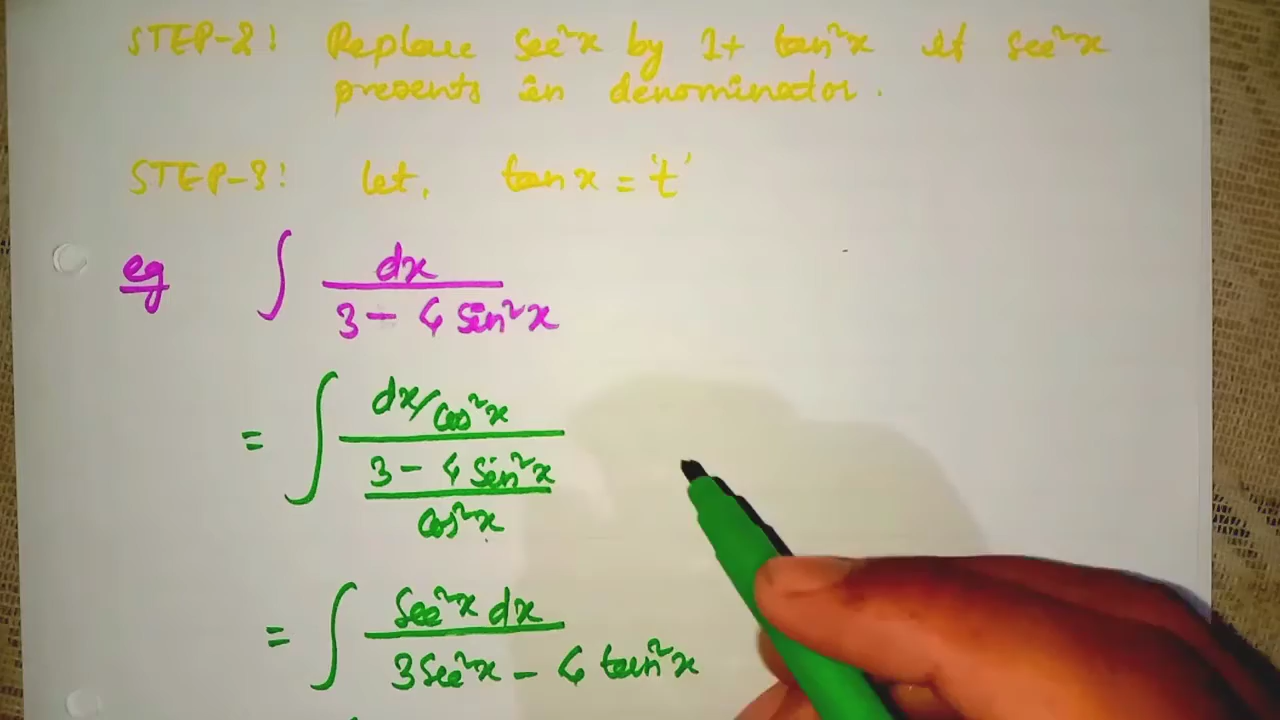 STEP-2! Replace Sec²x by 1+ tan²x if sec²x
presents in denominator.
STEP-3! Let, tan x = 't'
eg ∫ dx / 3 - 4 Sin²x
= ∫ dx/cos²x / 3 - 4 Sin²x / cos²x
= ∫ Sec²x dx / 3 Sec²x - 4 tan²x